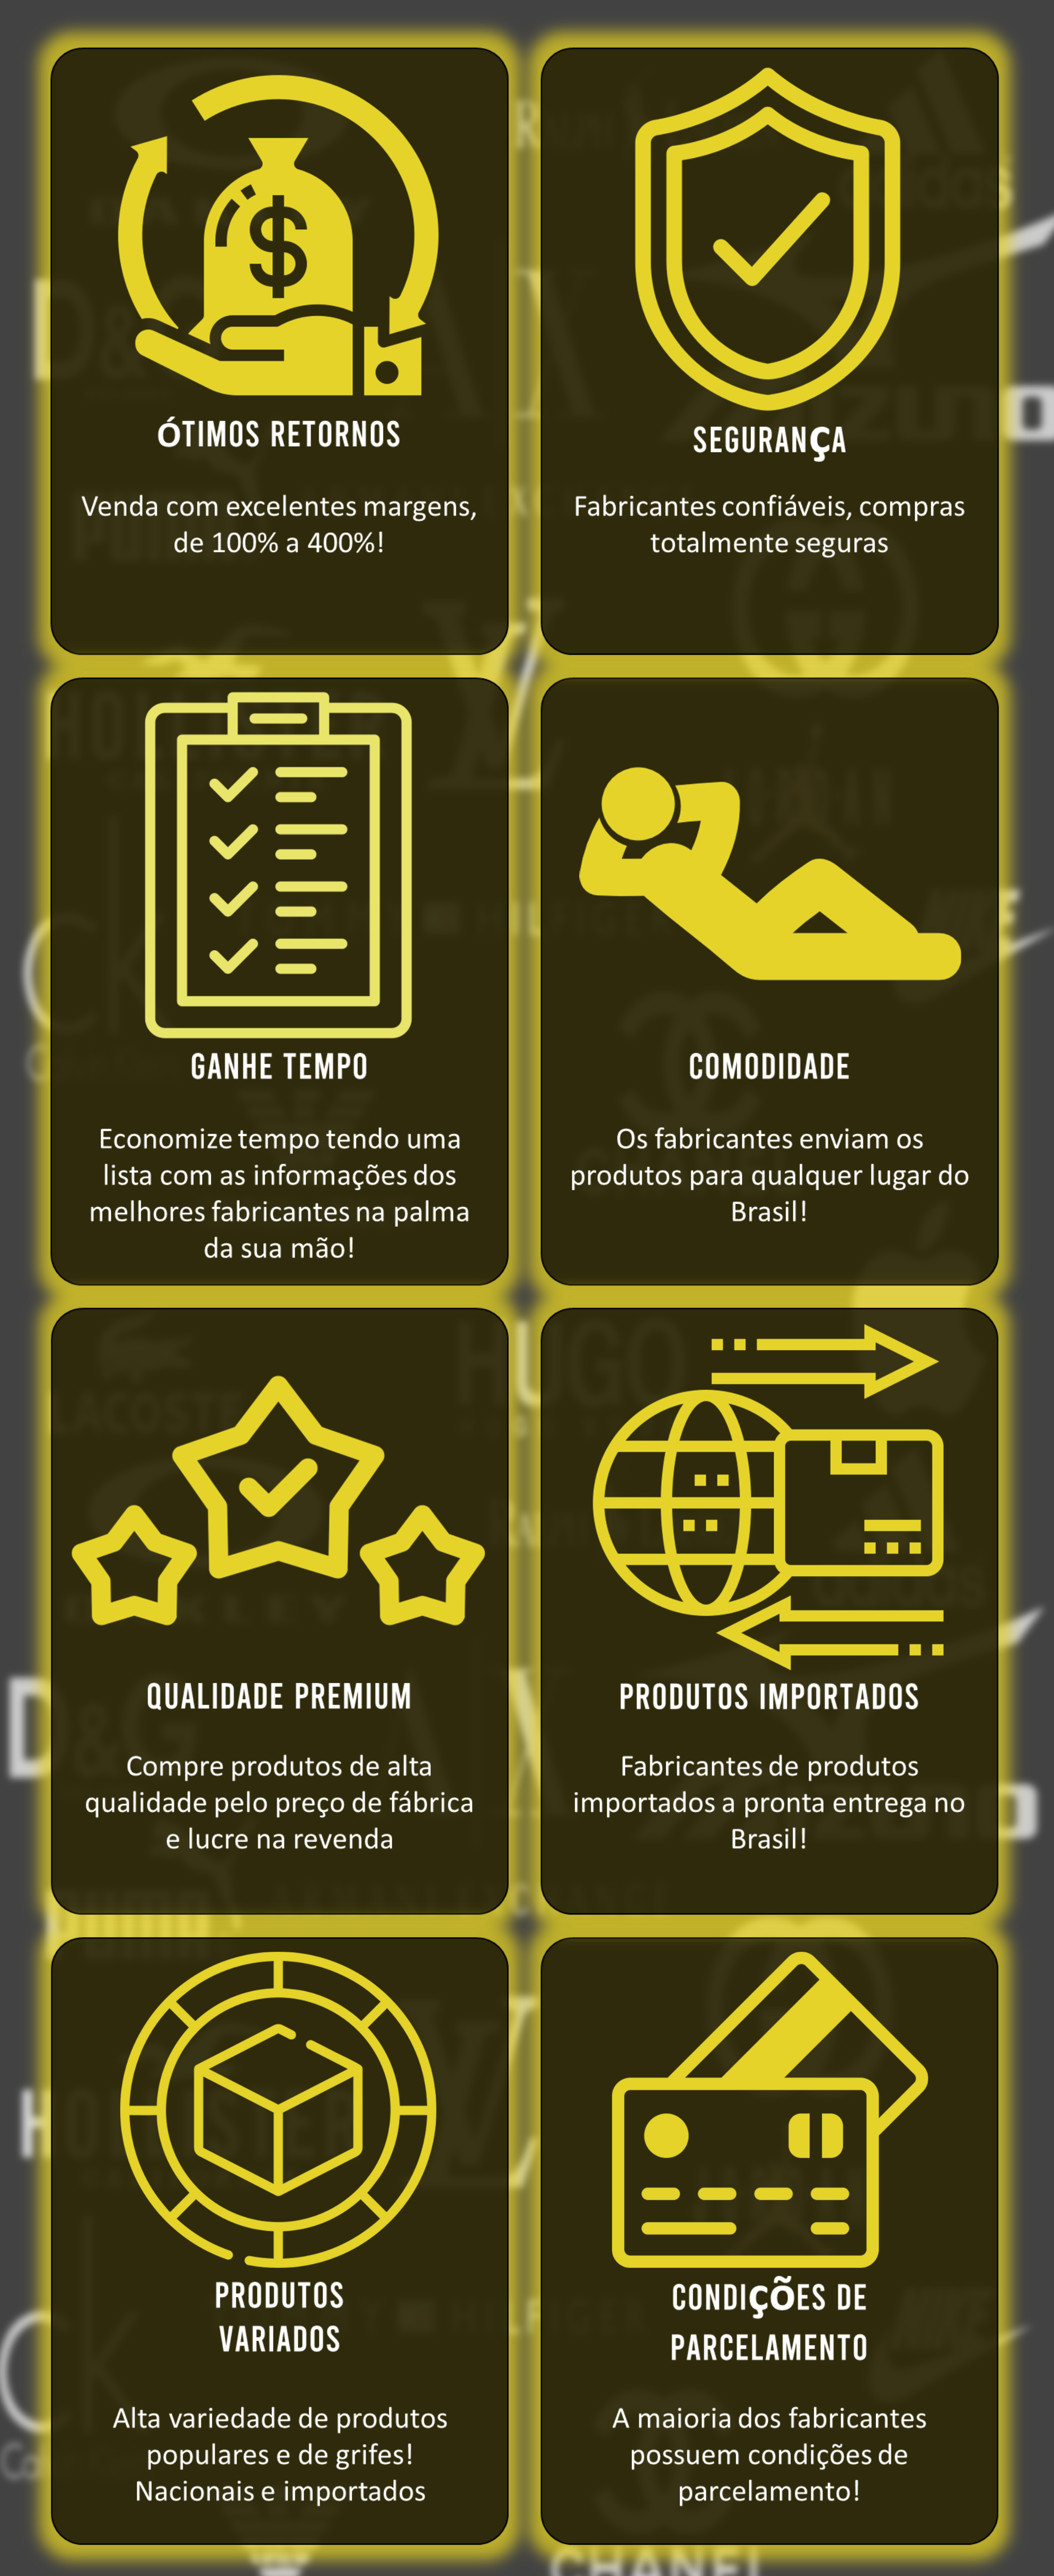 ÓTIMOS RETORNOS
Venda com excelentes margens,
de 100% a 400%!
SEGURANÇA
Fabricantes confiáveis, compras
totalmente seguras
GANHE TEMPO
Economize tempo tendo uma
lista com as informações dos
melhores fabricantes na palma
da sua mão!
COMODIDADE
Os fabricantes enviam os
produtos para qualquer lugar do
Brasil!
QUALIDADE PREMIUM
Compre produtos de alta
qualidade pelo preço de fábrica
e lucre na revenda
PRODUTOS IMPORTADOS
Fabricantes de produtos
importados a pronta entrega no
Brasil!
PRODUTOS
VARIADOS
Alta variedade de produtos
populares e de grifes!
Nacionais e importados
CONDIÇÕES DE
PARCELAMENTO
A maioria dos fabricantes
possuem condições de
parcelamento!
CHANEL